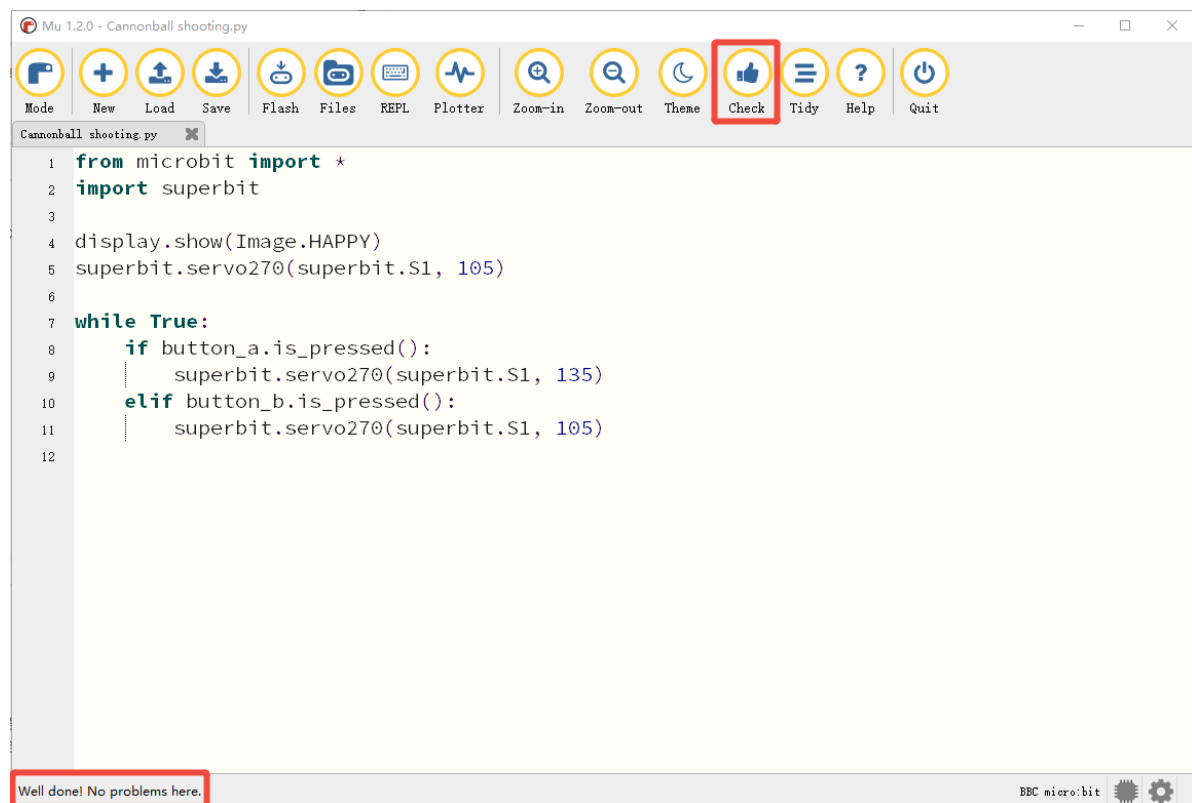 Mu 1.2.0 - Cannonball shooting.py
Mode New Load Save Flash Files REPL Plotter Zoom-in Zoom-out Theme Check Tidy Help Quit
Cannonball shooting.py
1 from microbit import *
2 import superbit
3
4 display.show(Image.HAPPY)
5 superbit.servo270(superbit.S1, 105)
6
7 while True:
8     if button_a.is_pressed():
9         superbit.servo270(superbit.S1, 135)
10     elif button_b.is_pressed():
11         superbit.servo270(superbit.S1, 105)
12
Well done! No problems here. BBC micro:bit